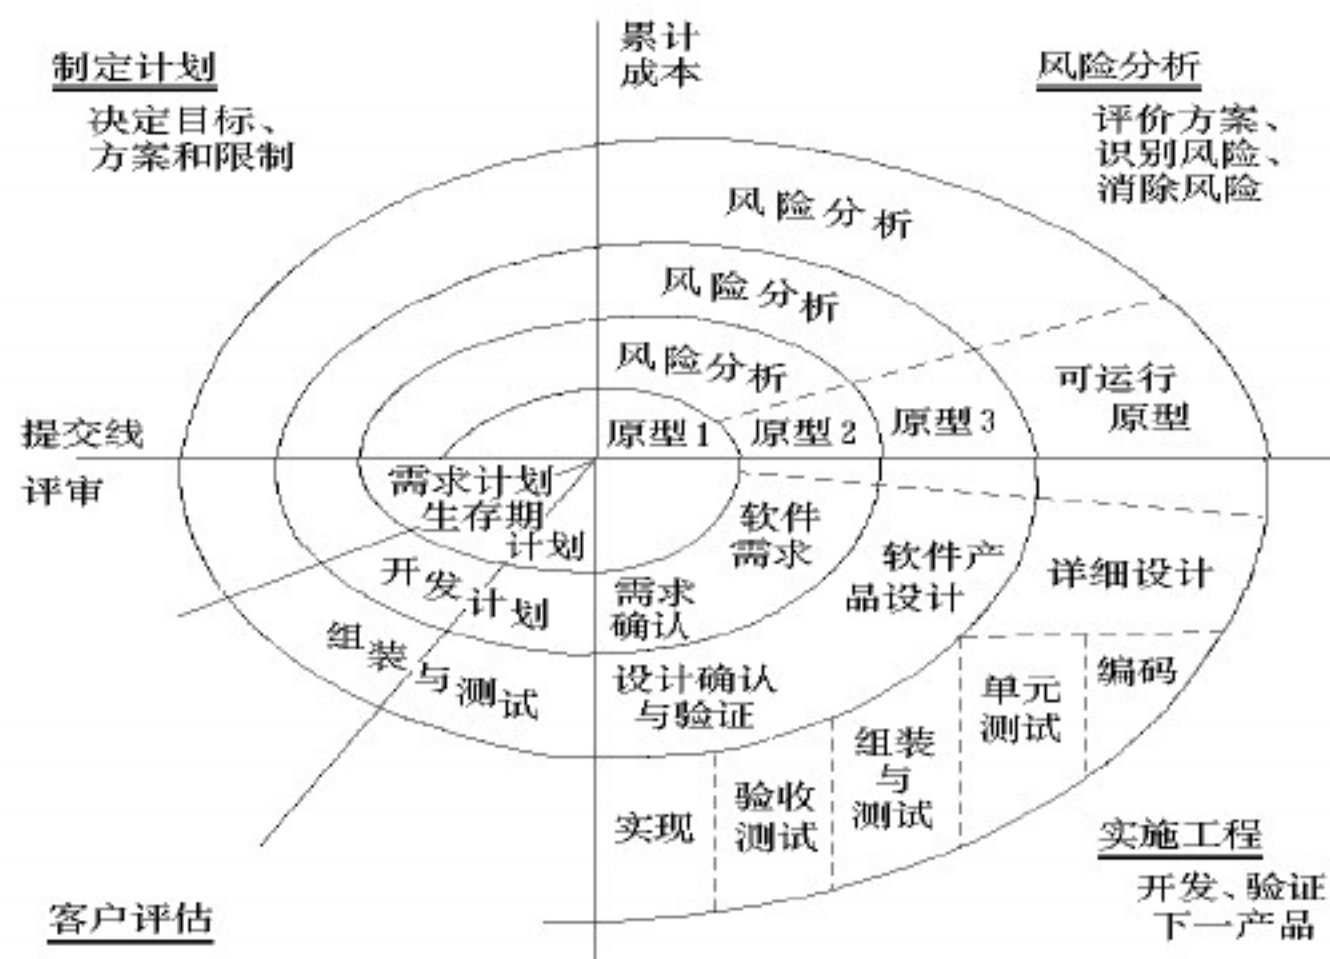 制定计划
决定目标、
方案和限制
累计
成本
风险分析
评价方案、
识别风险、
消除风险
风险分析
风险分析
风险分析
可运行
原型
原型1
原型2
原型3
提交线
评审
需求计划
生存期
计划
开发计划
组装与测试
软件
需求
需求
确认
软件产
品设计
设计确认
与验证
详细设计
编码
单元
测试
组装
与
测试
验收
测试
实现
实施工程
开发、验证
下一产品
客户评估